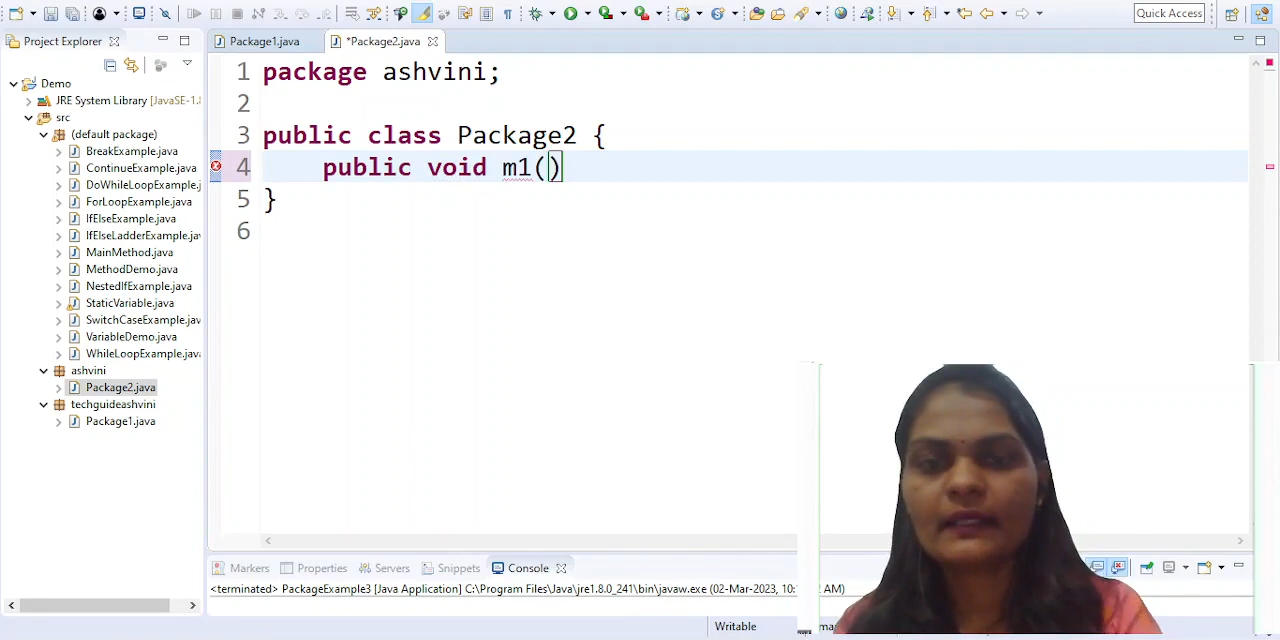 Quick Access
Project Explorer
Package1.java
*Package2.java
Demo
JRE System Library [JavaSE-1.8
src
(default package)
BreakExample.java
ContinueExample.java
DoWhileLoopExample.j
ForLoopExample.java
IfElseExample.java
IfElseLadderExample.jav
MainMethod.java
MethodDemo.java
NestedIfExample.java
StaticVariable.java
SwitchCaseExample.jav
VariableDemo.java
WhileLoopExample.java
ashvini
Package2.java
techguideashvini
Package1.java
1 package ashvini;
2
3 public class Package2 {
4 public void m1()
5 }
6
Markers Properties Servers Snippets Console
<terminated> PackageExample3 [Java Application] C:\Program Files\Java\jre1.8.0_241\bin\javaw.exe (02-Mar-2023, 10: AM)
Writable